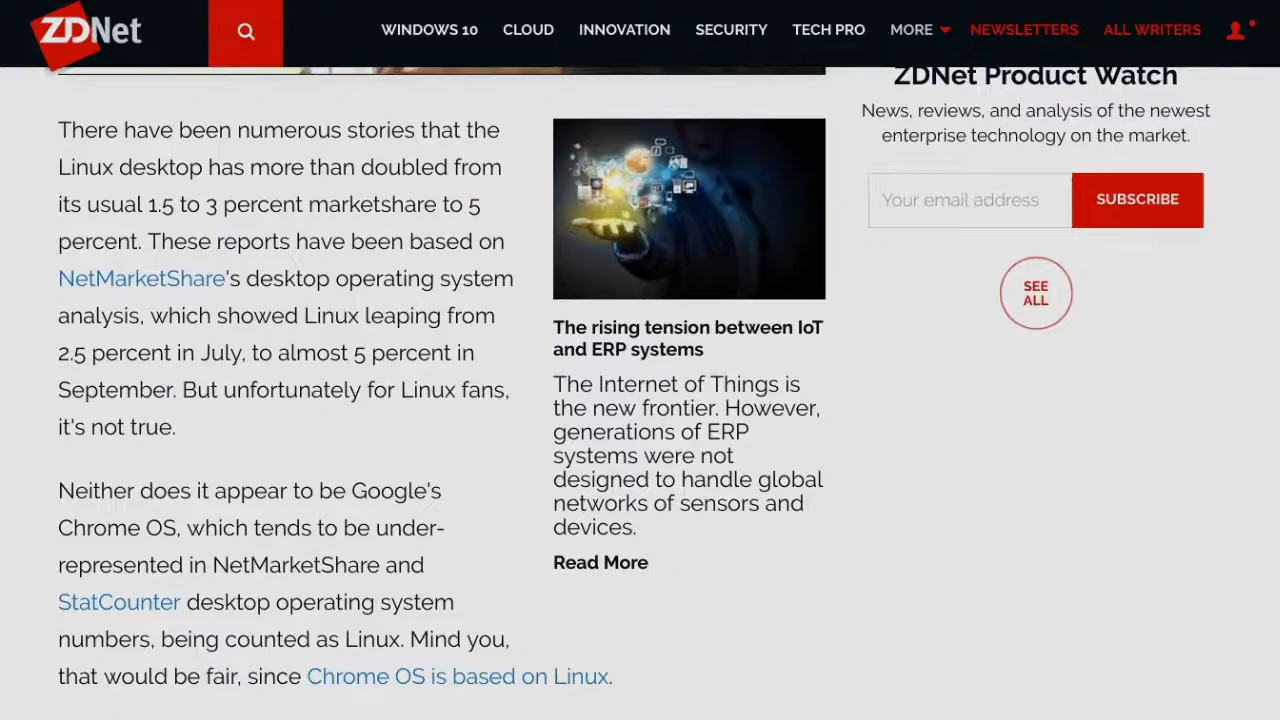 ZDNet
WINDOWS 10 CLOUD INNOVATION SECURITY TECH PRO MORE NEWSLETTERS ALL WRITERS
There have been numerous stories that the
Linux desktop has more than doubled from
its usual 1.5 to 3 percent marketshare to 5
percent. These reports have been based on
NetMarketShare's desktop operating system
analysis, which showed Linux leaping from
2.5 percent in July, to almost 5 percent in
September. But unfortunately for Linux fans,
it's not true.
Neither does it appear to be Google's
Chrome OS, which tends to be under-
represented in NetMarketShare and
StatCounter desktop operating system
numbers, being counted as Linux. Mind you,
that would be fair, since Chrome OS is based on Linux.
The rising tension between IoT
and ERP systems
The Internet of Things is
the new frontier. However,
generations of ERP
systems were not
designed to handle global
networks of sensors and
devices.
Read More
ZDNet Product Watch
News, reviews, and analysis of the newest
enterprise technology on the market.
Your email address
SUBSCRIBE
SEE
ALL